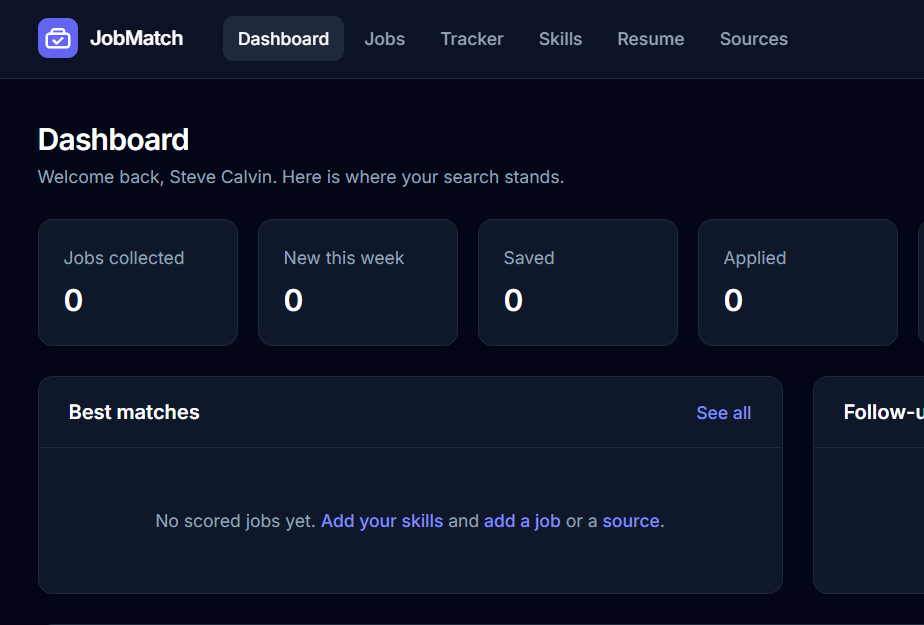 JobMatch
Dashboard
Jobs
Tracker
Skills
Resume
Sources
Dashboard
Welcome back, Steve Calvin. Here is where your search stands.
Jobs collected
0
New this week
0
Saved
0
Applied
0
Best matches
See all
No scored jobs yet. Add your skills and add a job or a source.
Follow-u